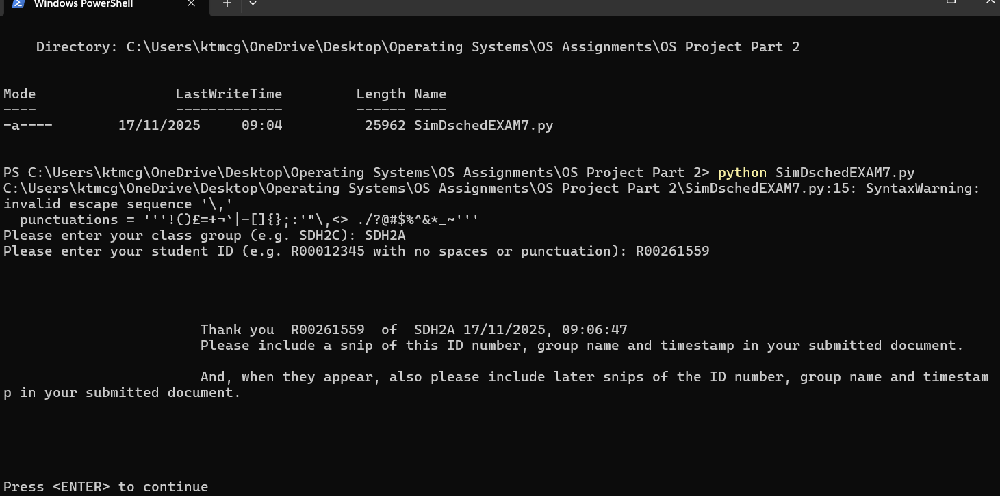 Windows PowerShell
Directory: C:\Users\ktmcg\OneDrive\Desktop\Operating Systems\OS Assignments\OS Project Part 2
Mode                 LastWriteTime         Length Name
----                 -------------         ------ ----
-a----        17/11/2025     09:04          25962 SimDschedEXAM7.py
PS C:\Users\ktmcg\OneDrive\Desktop\Operating Systems\OS Assignments\OS Project Part 2> python SimDschedEXAM7.py
C:\Users\ktmcg\OneDrive\Desktop\Operating Systems\OS Assignments\OS Project Part 2\SimDschedEXAM7.py:15: SyntaxWarning:
invalid escape sequence '\,'
  punctuations = '''!()£=+¬`|-[]{};:'"\,<> ./?@#$%^&*_~'''
Please enter your class group (e.g. SDH2C): SDH2A
Please enter your student ID (e.g. R00012345 with no spaces or punctuation): R00261559
Thank you  R00261559  of  SDH2A 17/11/2025, 09:06:47
Please include a snip of this ID number, group name and timestamp in your submitted document.
And, when they appear, also please include later snips of the ID number, group name and timestam
p in your submitted document.
Press <ENTER> to continue